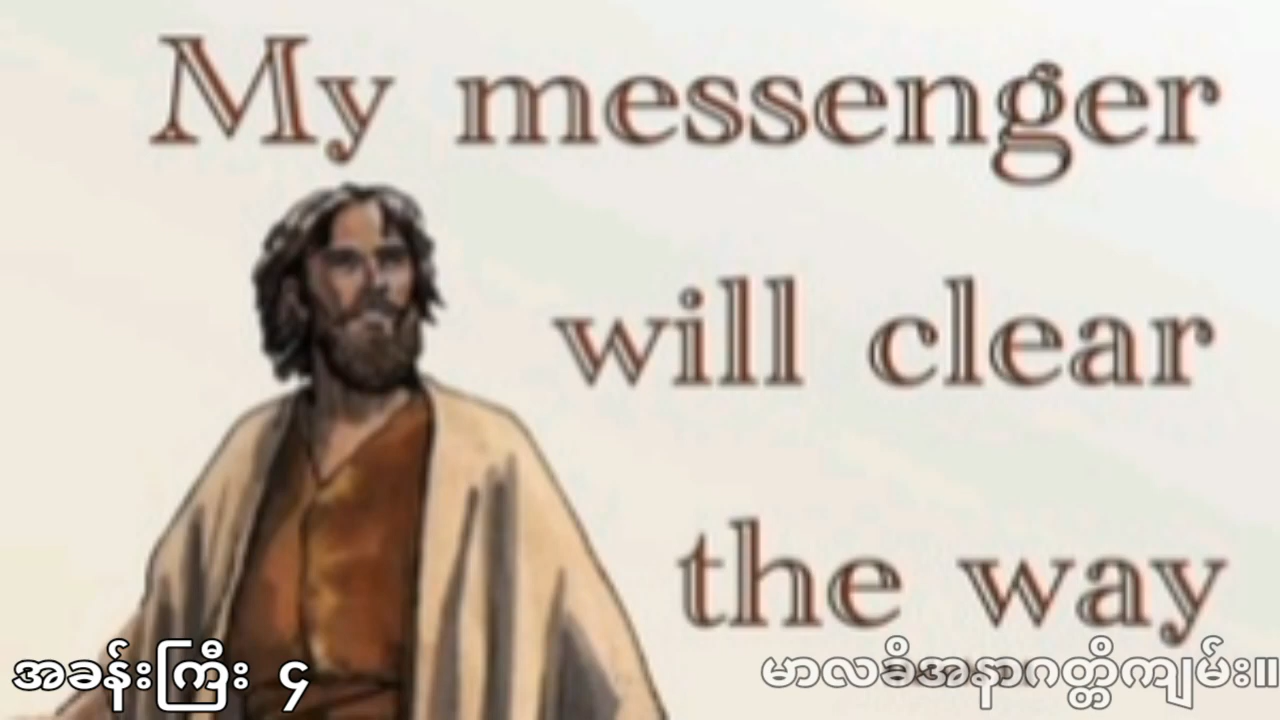 My messenger
will clear
the way
အခန်းကြီး ၄
မာလခိအနာဂတ္တိကျမ်း။